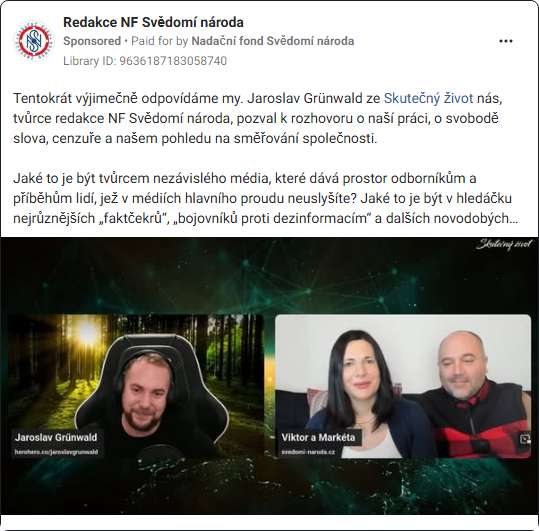 Redakce NF Svědomí národa
Sponsored • Paid for by Nadační fond Svědomí národa
Library ID: 9636187183058740
Tentokrát výjimečně odpovídáme my. Jaroslav Grünwald ze Skutečný život nás,
tvůrce redakce NF Svědomí národa, pozval k rozhovoru o naší práci, o svobodě
slova, cenzuře a našem pohledu na směřování společnosti.
Jaké to je být tvůrcem nezávislého média, které dává prostor odborníkům a
příběhům lidí, jež v médiích hlavního proudu neuslyšíte? Jaké to je být v hledáčku
nejrůznějších „faktčekrů“, „bojovníků proti dezinformacím“ a dalších novodobých…
Skutečný život
Jaroslav Grünwald
herohero.co/jaroslavgrunwald
Viktor a Markéta
svedomi-naroda.cz